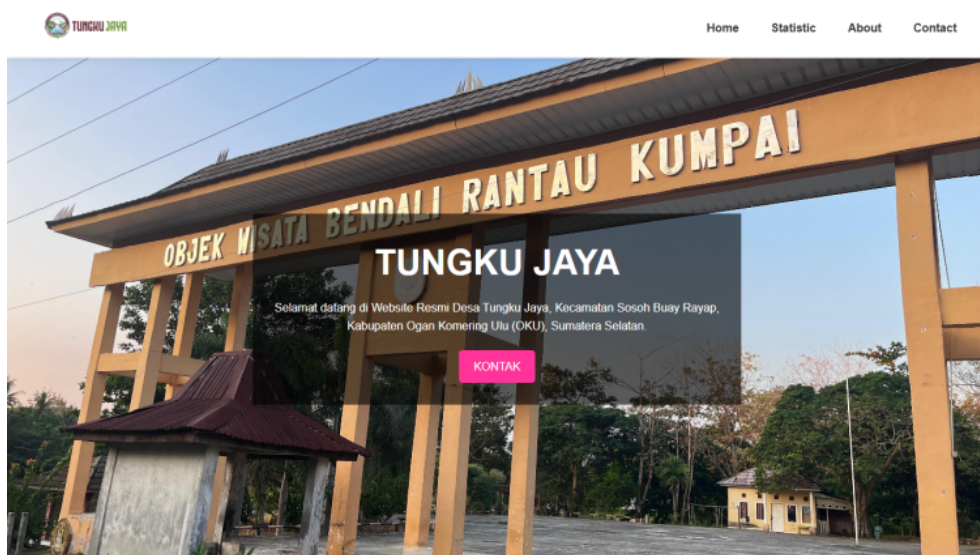 TUNGKU JAYA
Home Statistic About Contact
OBJEK WISATA BENDALI RANTAU KUMPAI
TUNGKU JAYA
Selamat datang di Website Resmi Desa Tungku Jaya, Kecamatan Sosoh Buay Rayap,
Kabupaten Ogan Komering Ulu (OKU), Sumatera Selatan.
KONTAK